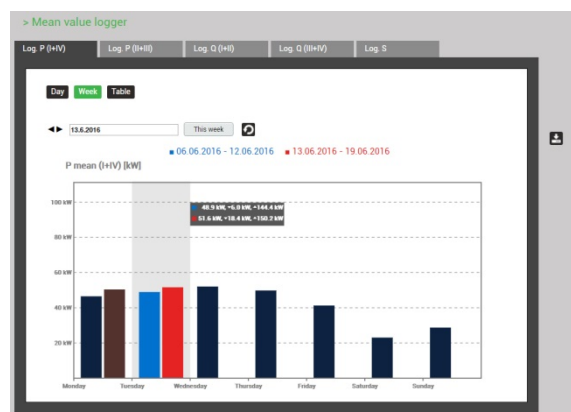 > Mean value logger
Log. P (I+IV) Log. P (II+III) Log. Q (I+II) Log. Q (III+IV) Log. S
Day Week Table
13.6.2016 This week
06.06.2016 - 12.06.2016 13.06.2016 - 19.06.2016
P mean (I+IV) [kW]
100 kW
48.9 kW, -6.0 kW, -144.4 kW
51.6 kW, -18.4 kW, -150.2 kW
80 kW
60 kW
40 kW
20 kW
Monday Tuesday Wednesday Thursday Friday Saturday Sunday